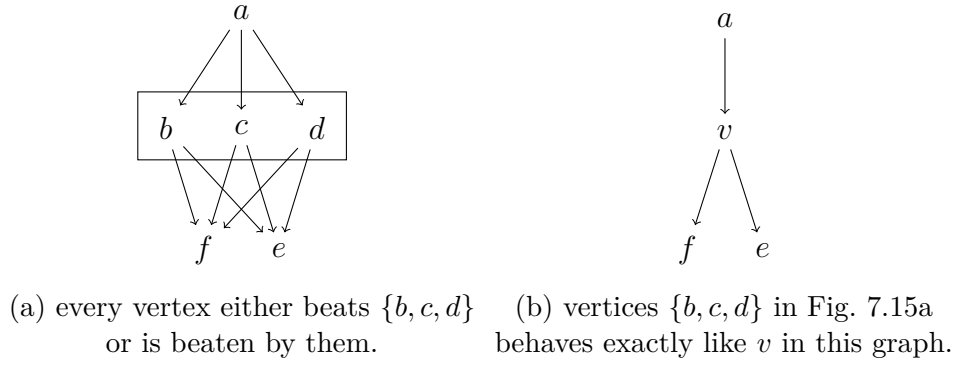 a a
b c d v
f e f e
(a) every vertex either beats {b, c, d} (b) vertices {b, c, d} in Fig. 7.15a
or is beaten by them. behaves exactly like v in this graph.